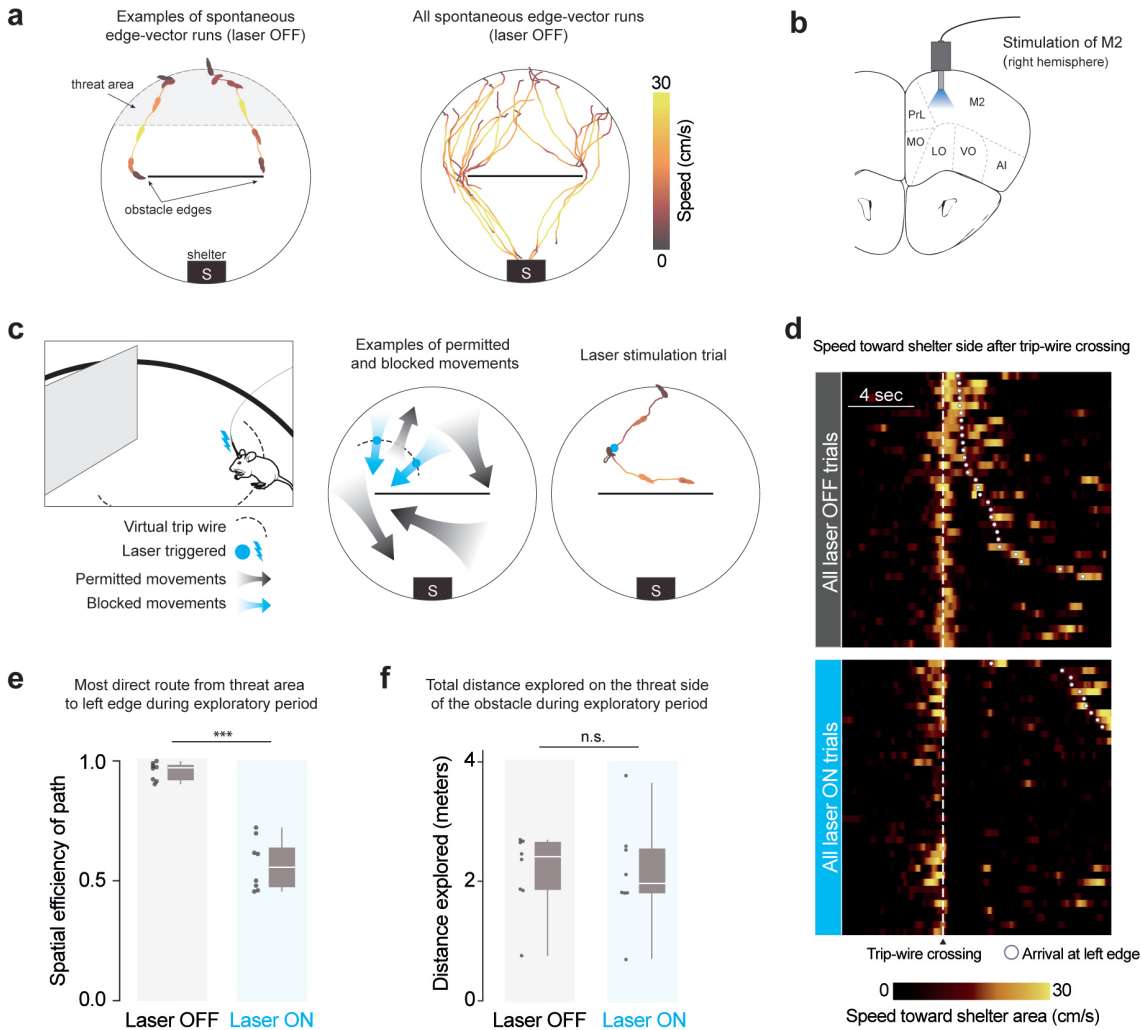 a
Examples of spontaneous
edge-vector runs (laser OFF)
threat area
obstacle edges
shelter
S
All spontaneous edge-vector runs
(laser OFF)
S
30
Speed (cm/s)
0
b
Stimulation of M2
(right hemisphere)
M2
PrL
MO
LO
VO
AI
c
Virtual trip wire
Laser triggered
Permitted movements
Blocked movements
Examples of permitted
and blocked movements
S
Laser stimulation trial
S
d
Speed toward shelter side after trip-wire crossing
4 sec
All laser OFF trials
All laser ON trials
Trip-wire crossing
Arrival at left edge
0
30
Speed toward shelter area (cm/s)
e
Most direct route from threat area
to left edge during exploratory period
***
Spatial efficiency of path
1.0
0.5
0.0
Laser OFF
Laser ON
f
Total distance explored on the threat side
of the obstacle during exploratory period
n.s.
Distance explored (meters)
4
2
0
Laser OFF
Laser ON